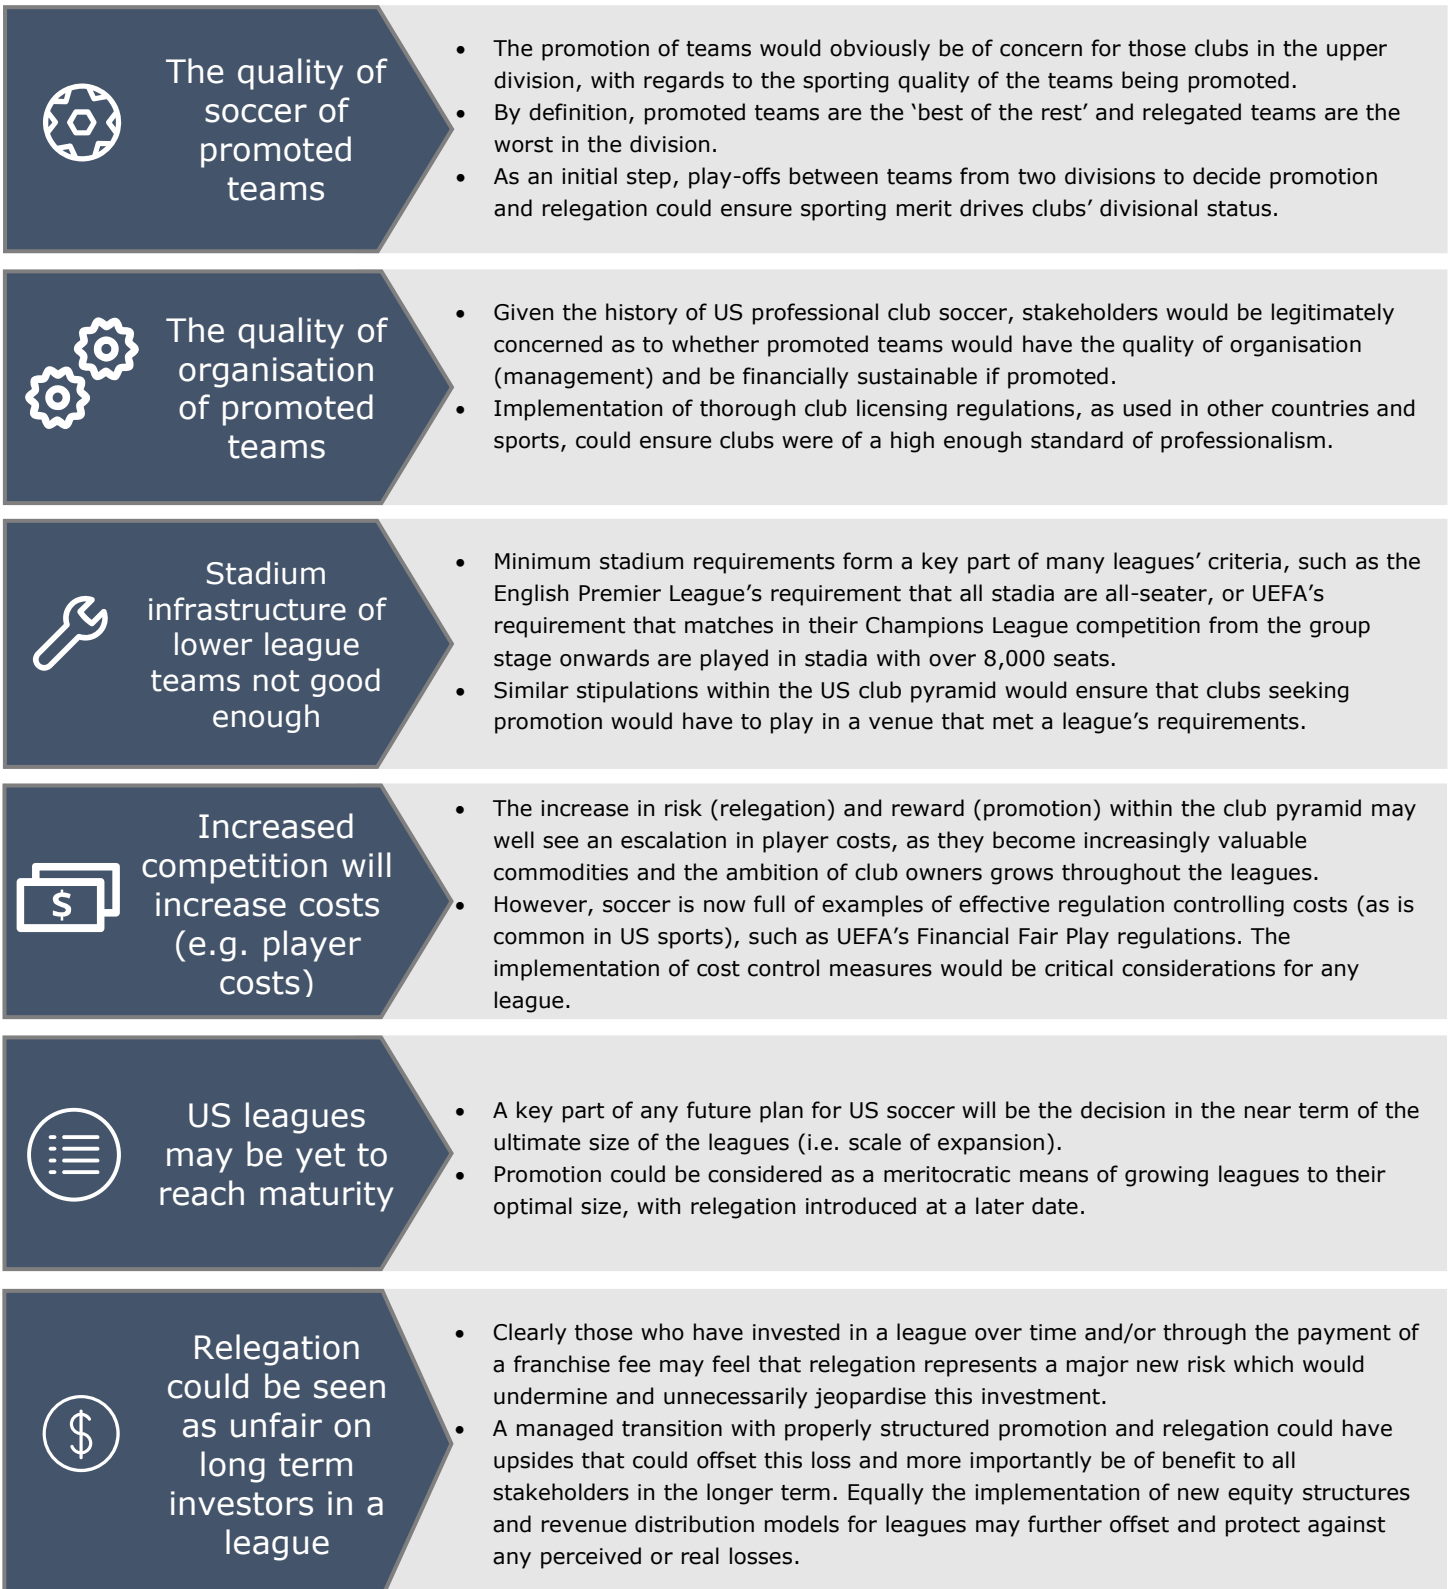 The quality of
soccer of
promoted
teams
• The promotion of teams would obviously be of concern for those clubs in the upper
division, with regards to the sporting quality of the teams being promoted.
• By definition, promoted teams are the ‘best of the rest’ and relegated teams are the
worst in the division.
• As an initial step, play-offs between teams from two divisions to decide promotion
and relegation could ensure sporting merit drives clubs’ divisional status.
The quality of
organisation
of promoted
teams
• Given the history of US professional club soccer, stakeholders would be legitimately
concerned as to whether promoted teams would have the quality of organisation
(management) and be financially sustainable if promoted.
• Implementation of thorough club licensing regulations, as used in other countries and
sports, could ensure clubs were of a high enough standard of professionalism.
Stadium
infrastructure of
lower league
teams not good
enough
• Minimum stadium requirements form a key part of many leagues’ criteria, such as the
English Premier League’s requirement that all stadia are all-seater, or UEFA’s
requirement that matches in their Champions League competition from the group
stage onwards are played in stadia with over 8,000 seats.
• Similar stipulations within the US club pyramid would ensure that clubs seeking
promotion would have to play in a venue that met a league’s requirements.
$
Increased
competition will
increase costs
(e.g. player
costs)
• The increase in risk (relegation) and reward (promotion) within the club pyramid may
well see an escalation in player costs, as they become increasingly valuable
commodities and the ambition of club owners grows throughout the leagues.
• However, soccer is now full of examples of effective regulation controlling costs (as is
common in US sports), such as UEFA’s Financial Fair Play regulations. The
implementation of cost control measures would be critical considerations for any
league.
US leagues
may be yet to
reach maturity
• A key part of any future plan for US soccer will be the decision in the near term of the
ultimate size of the leagues (i.e. scale of expansion).
• Promotion could be considered as a meritocratic means of growing leagues to their
optimal size, with relegation introduced at a later date.
$
Relegation
could be seen
as unfair on
long term
investors in a
league
• Clearly those who have invested in a league over time and/or through the payment of
a franchise fee may feel that relegation represents a major new risk which would
undermine and unnecessarily jeopardise this investment.
• A managed transition with properly structured promotion and relegation could have
upsides that could offset this loss and more importantly be of benefit to all
stakeholders in the longer term. Equally the implementation of new equity structures
and revenue distribution models for leagues may further offset and protect against
any perceived or real losses.